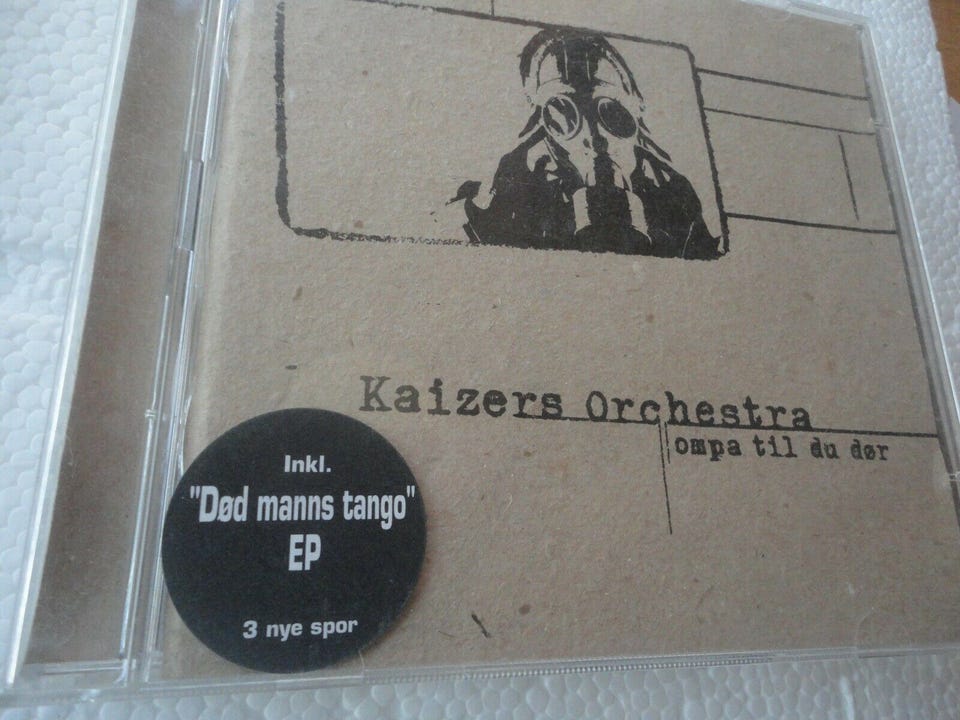 Kaizers Orchestra
ompa til du dør
Inkl.
"Død manns tango"
EP
3 nye spor